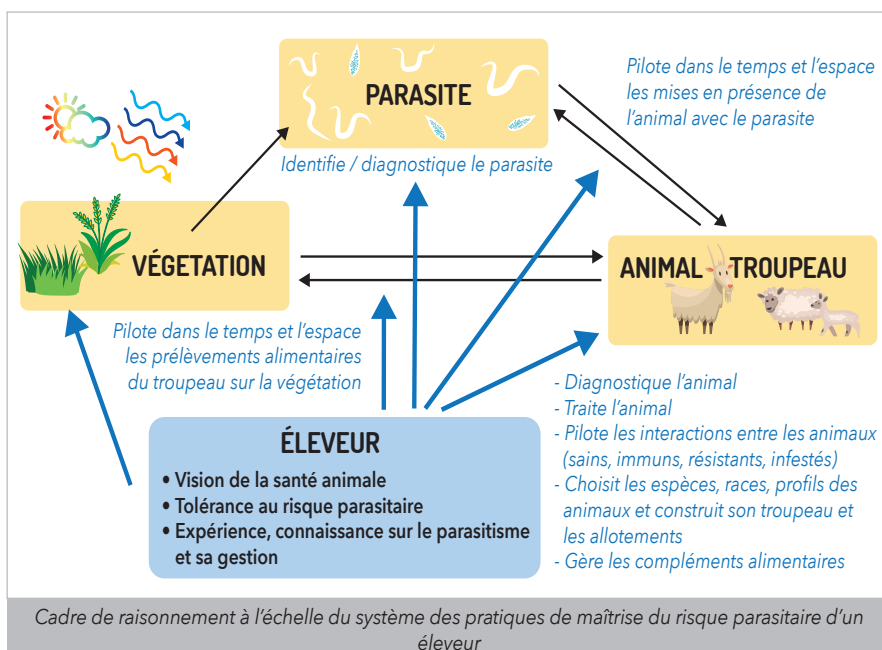 PARASITE
Pilote dans le temps et l'espace
les mises en présence de
l'animal avec le parasite
Identifie / diagnostique le parasite
VÉGETATION
ANIMAL TROUPEAU
Pilote dans le temps et l'espace
les prélèvements alimentaires
du troupeau sur la végétation
ÉLEVEUR
• Vision de la santé animale
• Tolérance au risque parasitaire
• Expérience, connaissance sur le parasitisme
et sa gestion
- Diagnostique l'animal
- Traite l'animal
- Pilote les interactions entre les animaux
(sains, immuns, résistants, infestés)
- Choisit les espèces, races, profils des
animaux et construit son troupeau et
les allotements
- Gère les compléments alimentaires
Cadre de raisonnement à l'échelle du système des pratiques de maîtrise du risque parasitaire d'un
éleveur